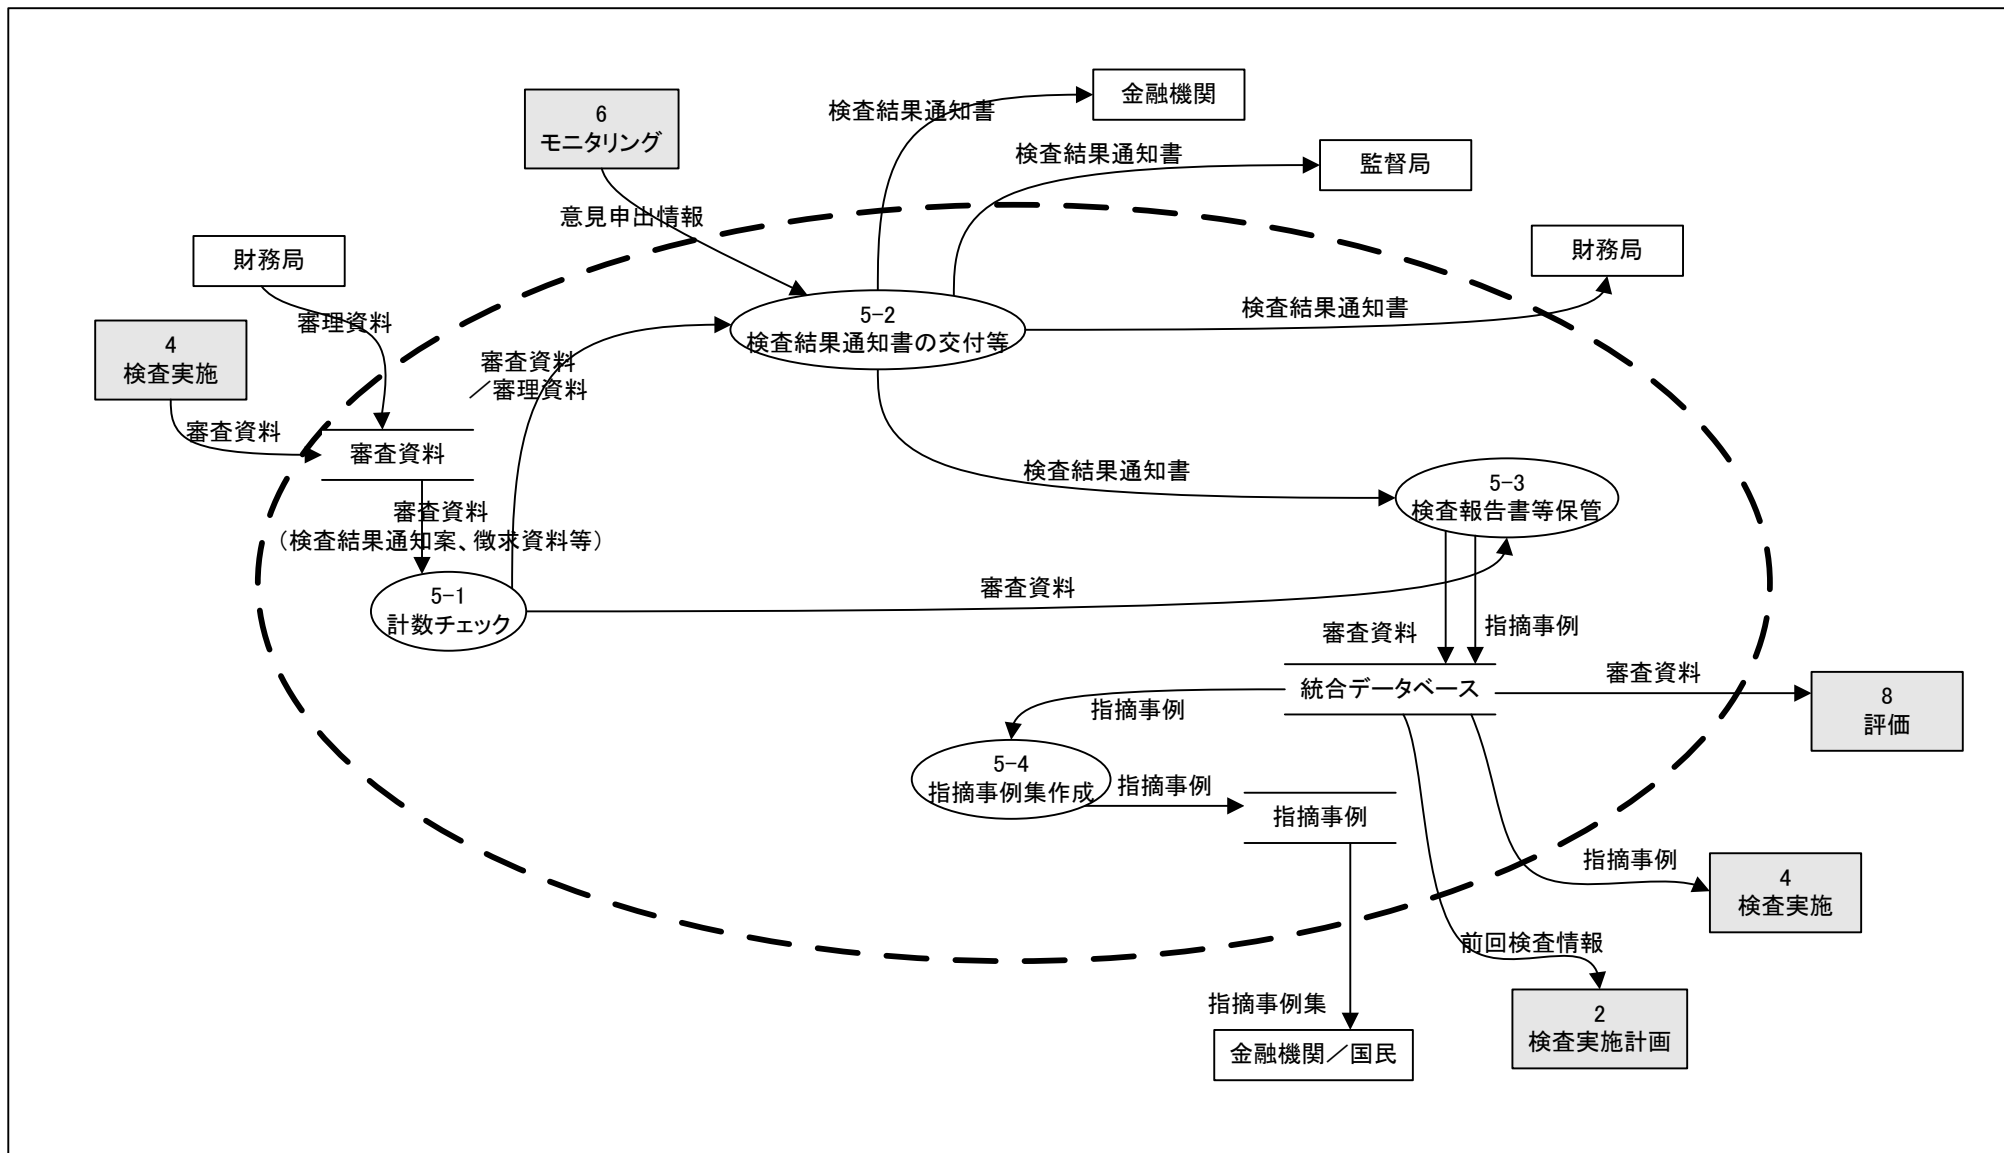 金融機関
6
モニタリング
検査結果通知書
検査結果通知書
監督局
意見申出情報
財務局
財務局
審理資料
検査結果通知書
5-2
検査結果通知書の交付等
4
検査実施
審査資料
／審理資料
審査資料
審査資料
検査結果通知書
5-3
検査報告書等保管
審査資料
（検査結果通知案、徴求資料等）
5-1
計数チェック
審査資料
審査資料
指摘事例
統合データベース
審査資料
8
評価
指摘事例
5-4
指摘事例集作成
指摘事例
指摘事例
指摘事例
4
検査実施
前回検査情報
指摘事例集
2
検査実施計画
金融機関／国民